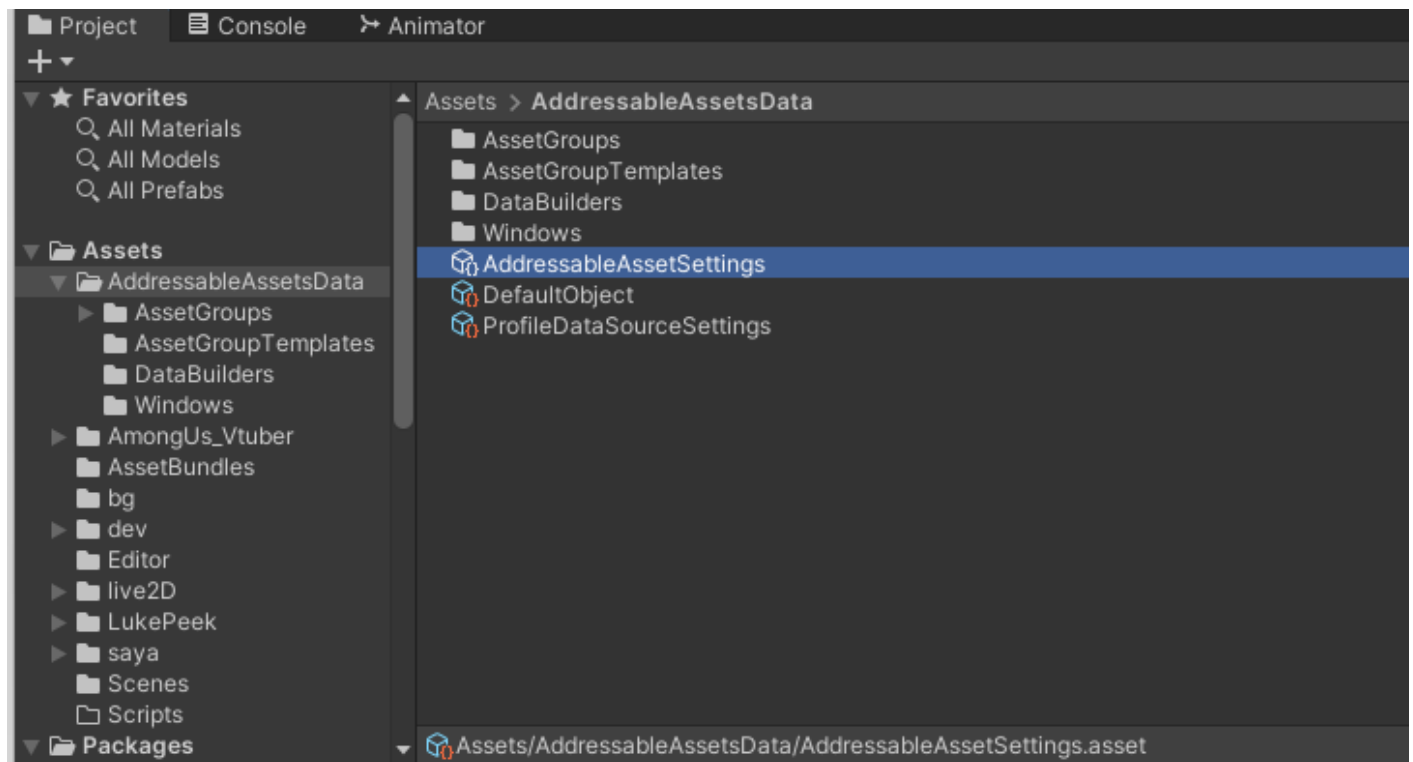 Project Console Animator
Favorites
All Materials
All Models
All Prefabs
Assets
AddressableAssetsData
AssetGroups
AssetGroupTemplates
DataBuilders
Windows
AmongUs_Vtuber
AssetBundles
bg
dev
Editor
live2D
LukePeek
saya
Scenes
Scripts
Packages
Assets > AddressableAssetsData
AssetGroups
AssetGroupTemplates
DataBuilders
Windows
AddressableAssetSettings
DefaultObject
ProfileDataSourceSettings
Assets/AddressableAssetsData/AddressableAssetSettings.asset